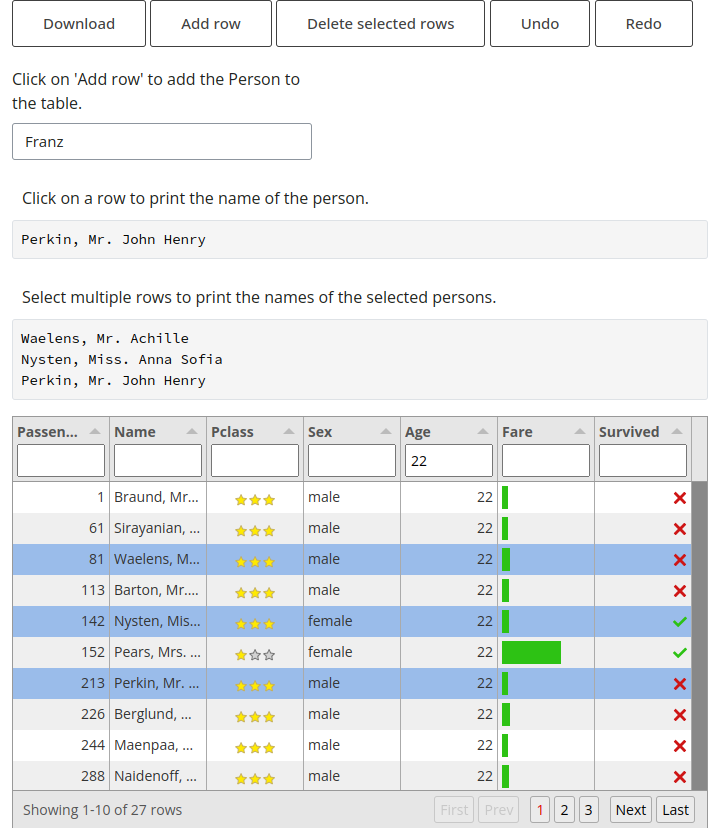 Download Add row Delete selected rows Undo Redo
Click on 'Add row' to add the Person to
the table.
Franz
Click on a row to print the name of the person.
Perkin, Mr. John Henry
Select multiple rows to print the names of the selected persons.
Waelens, Mr. Achille
Nysten, Miss. Anna Sofia
Perkin, Mr. John Henry
Passen... Name Pclass Sex Age Fare Survived
22
1 Braund, Mr... male 22
61 Sirayanian, ... male 22
81 Waelens, M... male 22
113 Barton, Mr.... male 22
142 Nysten, Mis... female 22
152 Pears, Mrs. ... female 22
213 Perkin, Mr. ... male 22
226 Berglund, ... male 22
244 Maenpaa, ... male 22
288 Naidenoff, ... male 22
Showing 1-10 of 27 rows First Prev 1 2 3 Next Last